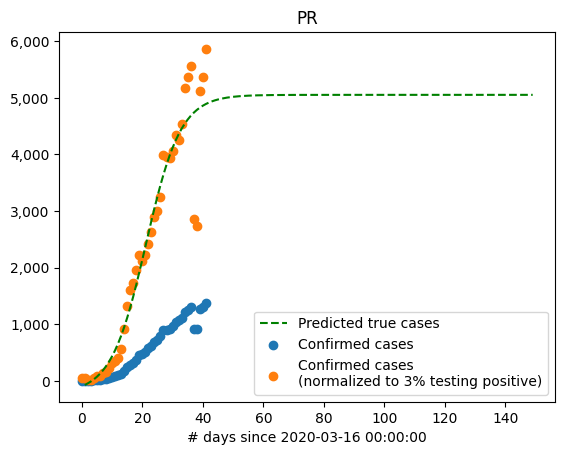 PR
6,000
5,000
4,000
3,000
2,000
1,000
0
Predicted true cases
Confirmed cases
Confirmed cases
(normalized to 3% testing positive)
0 20 40 60 80 100 120 140
# days since 2020-03-16 00:00:00